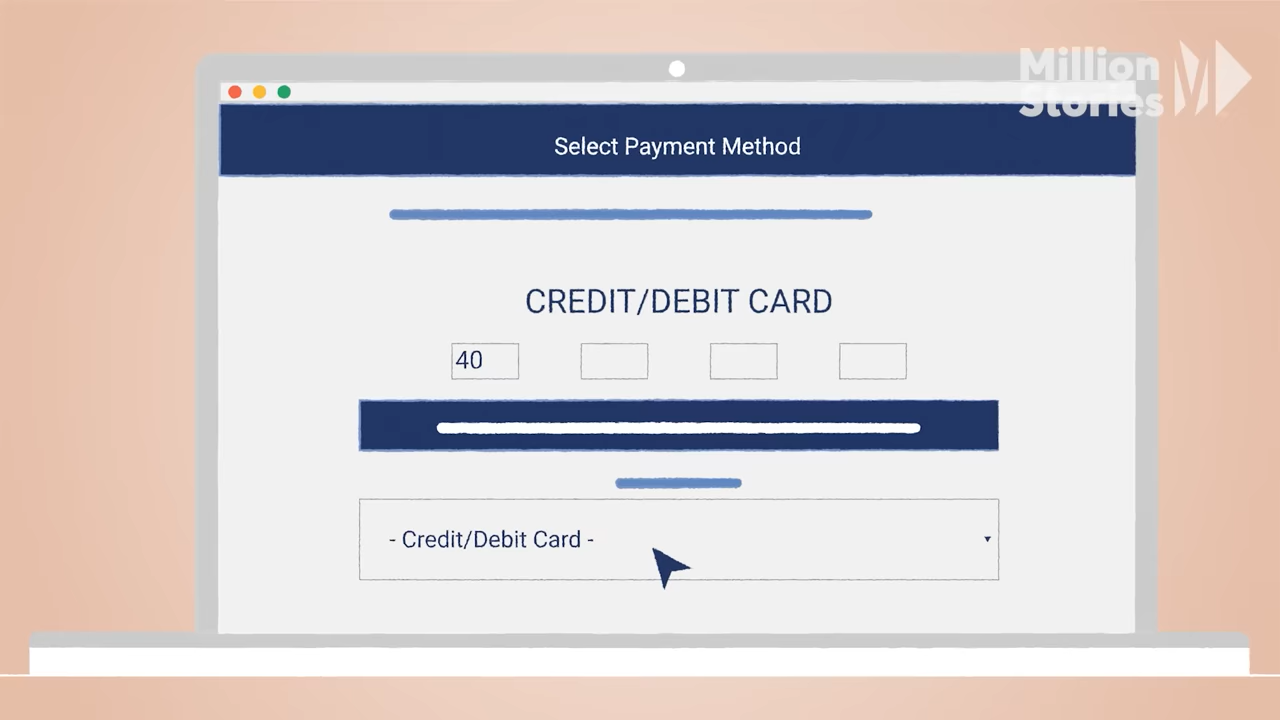 Million
Stories
Select Payment Method
CREDIT/DEBIT CARD
40
- Credit/Debit Card -